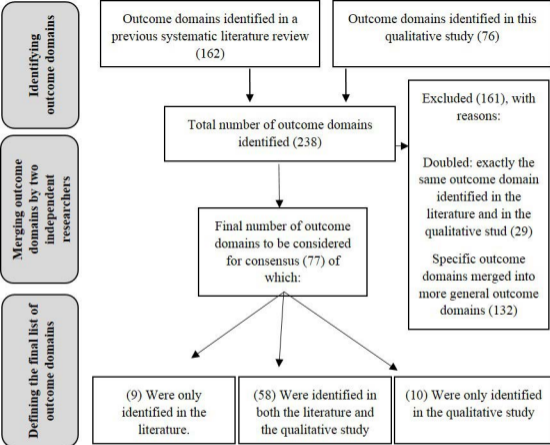 Identifying
outcome domains
Outcome domains identified in a
previous systematic literature review
(162)
Outcome domains identified in this
qualitative study (76)
Total number of outcome domains
identified (238)
Excluded (161), with
reasons:
Doubled: exactly the
same outcome domain
identified in the
literature and in the
qualitative stud (29)
Specific outcome
domains merged into
more general outcome
domains (132)
Merging outcome
domains by two
independent
researchers
Final number of outcome
domains to be considered
for consensus (77) of
which:
Defining the final list of
outcome domains
(9) Were only
identified in the
literature.
(58) Were identified in
both the literature and
the qualitative study
(10) Were only identified
in the qualitative study